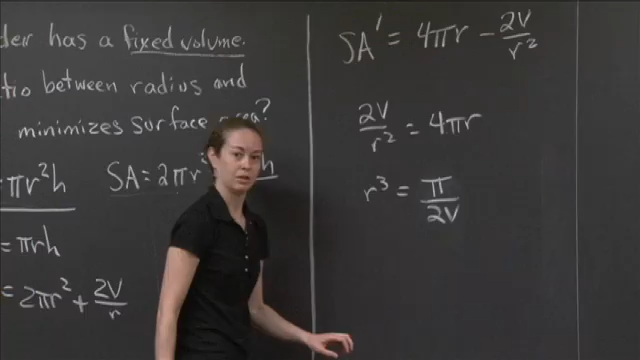 der has a fixed volume.
tio between radius and
minimizes surface area?
= πr²h
SA = 2πr h
= πrh
= 2πr² + 2V/r
SA' = 4πr - 2V/r²
2V/r² = 4πr
r³ = π/2V